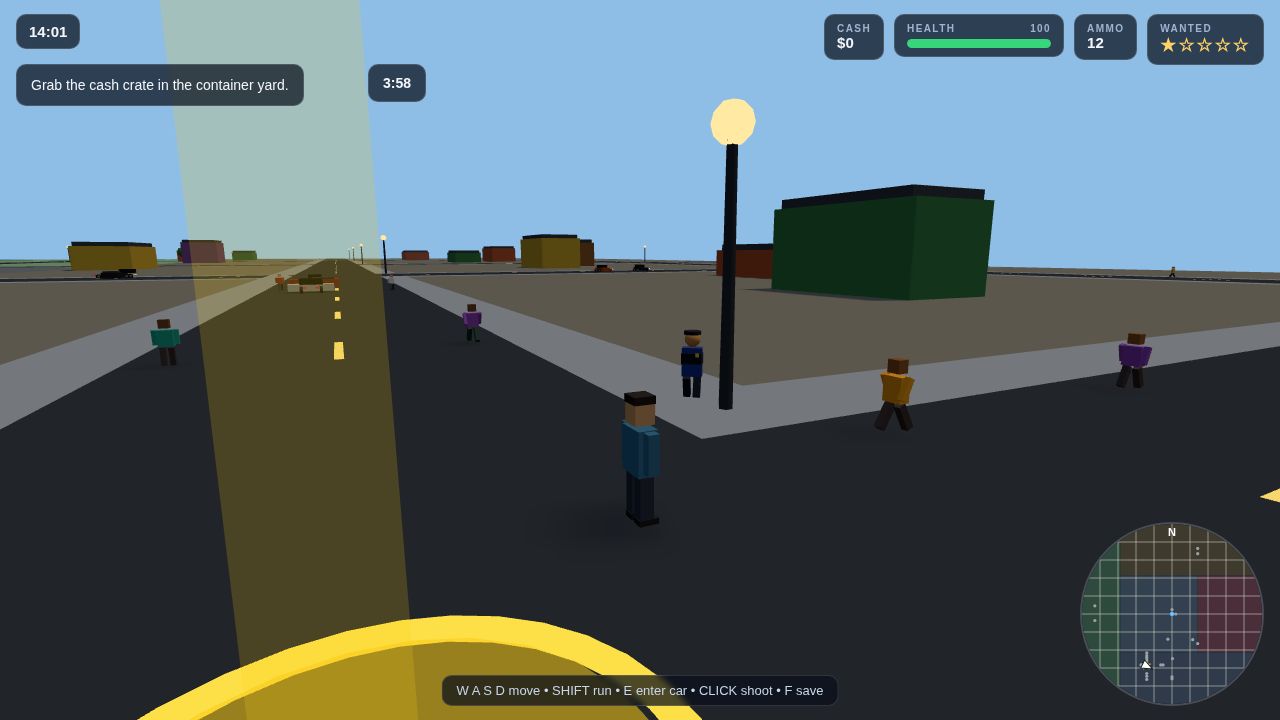 14:01
Grab the cash crate in the container yard.
3:58
CASH
$0
HEALTH 100
AMMO
12
WANTED
★☆☆☆☆
N
W A S D move • SHIFT run • E enter car • CLICK shoot • F save